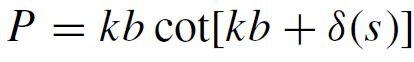 P = kb cot[kb + δ(s)]